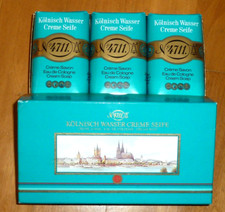 Kölnisch Wasser
Creme Seife
4711
Crème Savon
Eau de Cologne
Cream Soap
Kölnisch Wasser
Creme Seife
4711
Crème Savon
Eau de Cologne
Cream Soap
Kölnisch Wasser
Creme Seife
4711
Crème Savon
Eau de Cologne
Cream Soap
4711
KÖLNISCH WASSER CREME SEIFE